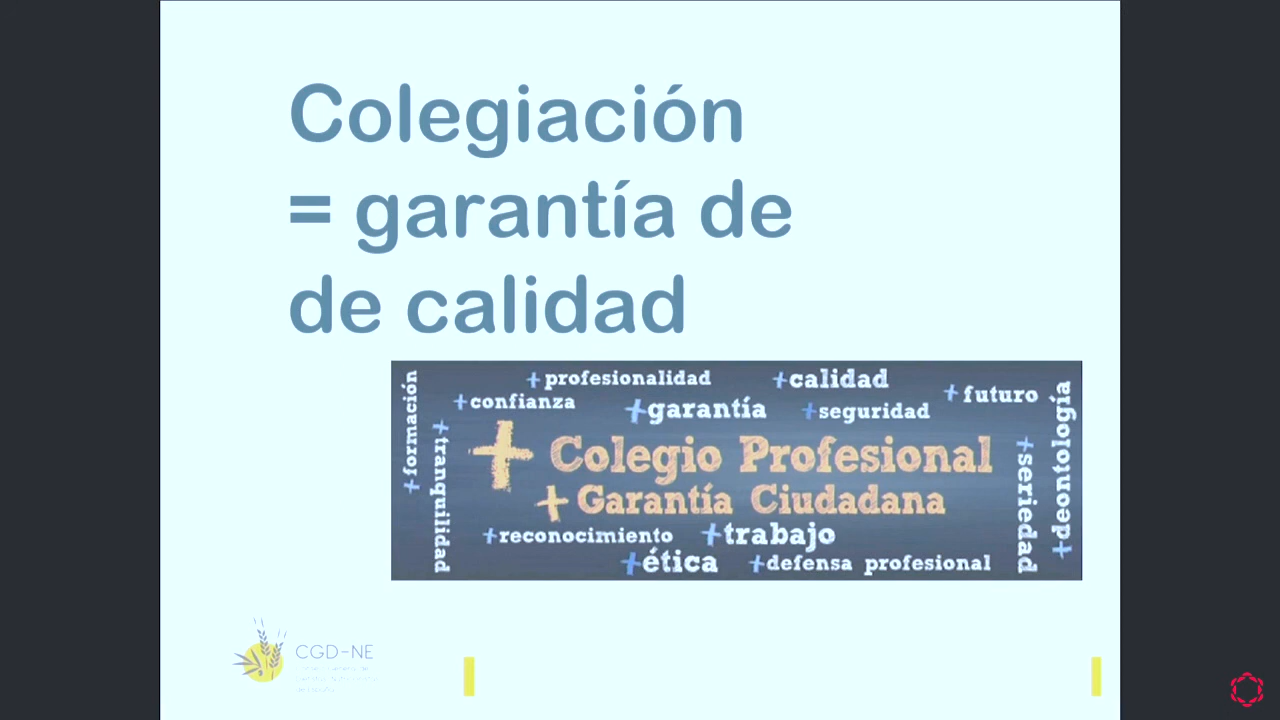 Colegiación
= garantía de
de calidad
+profesionalidad
+calidad
+futuro
+confianza
+garantía
+seguridad
+formación
+tranquilidad
+ Colegio Profesional
+ Garantía Ciudadana
+seriedad
+deontología
+reconocimiento
+trabajo
+ética
+defensa profesional
CGD-NE